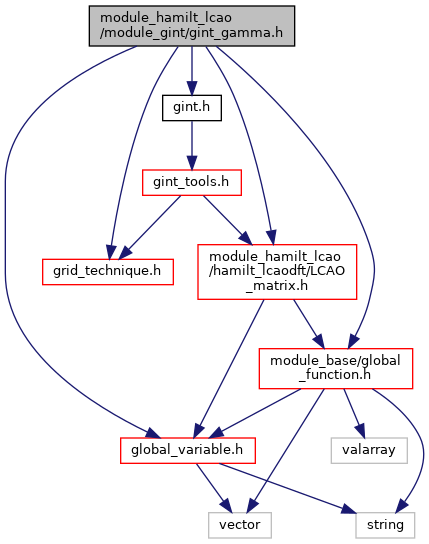 module_hamilt_lcao
/module_gint/gint_gamma.h
gint.h
gint_tools.h
grid_technique.h
module_hamilt_lcao
/hamilt_lcaodft/LCAO
_matrix.h
module_base/global
_function.h
global_variable.h
valarray
vector
string